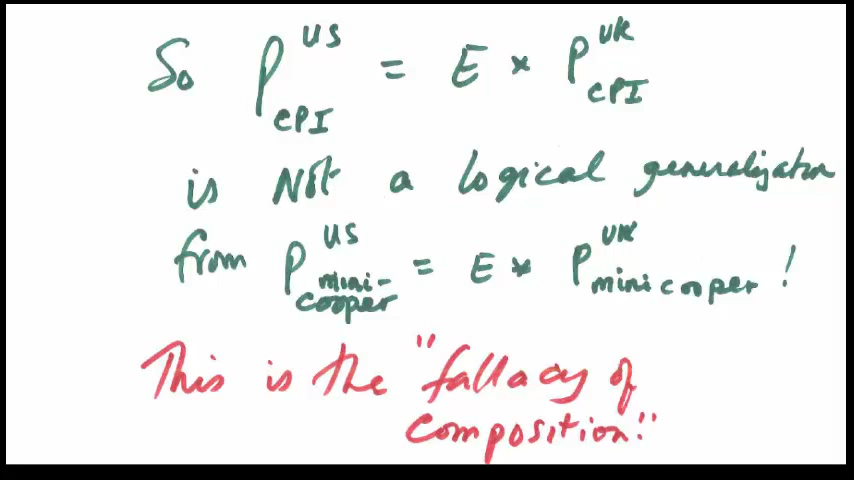 So P^US_CPI = E * P^UK_CPI
is Not a logical generalization
from P^US_mini-cooper = E * P^UK_minicooper !
This is the "fallacy of
composition."